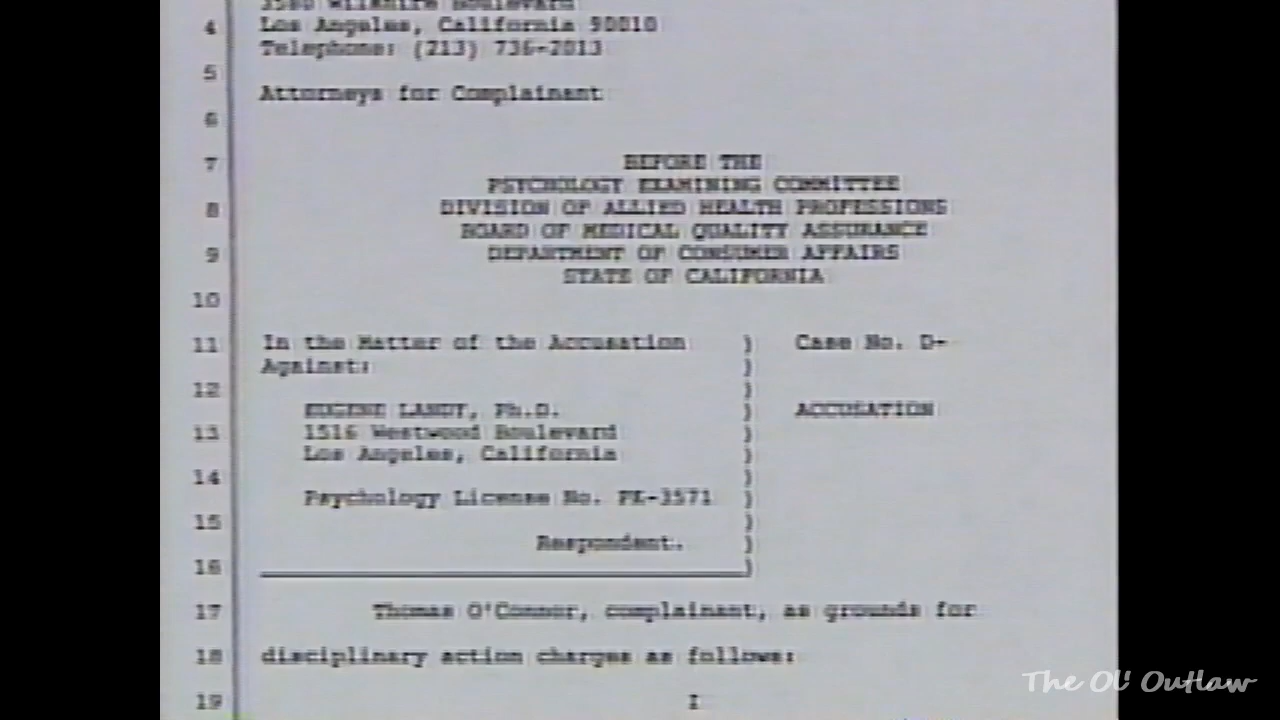 3580 Wilshire Boulevard
4 Los Angeles, California 90010
Telephone: (213) 736-2013
5
Attorneys for Complainant
6
7 BEFORE THE
PSYCHOLOGY EXAMINING COMMITTEE
8 DIVISION OF ALLIED HEALTH PROFESSIONS
BOARD OF MEDICAL QUALITY ASSURANCE
9 DEPARTMENT OF CONSUMER AFFAIRS
STATE OF CALIFORNIA
10
11 In the Matter of the Accusation ) Case No. D-
Against: )
12 )
EUGENE LANDY, Ph.D. ) ACCUSATION
13 1516 Westwood Boulevard )
Los Angeles, California )
14 )
Psychology License No. PK-3571 )
15 )
Respondent. )
16 )
17 Thomas O'Connor, complainant, as grounds for
18 disciplinary action charges as follows:
19 I
The Ol' Outlaw